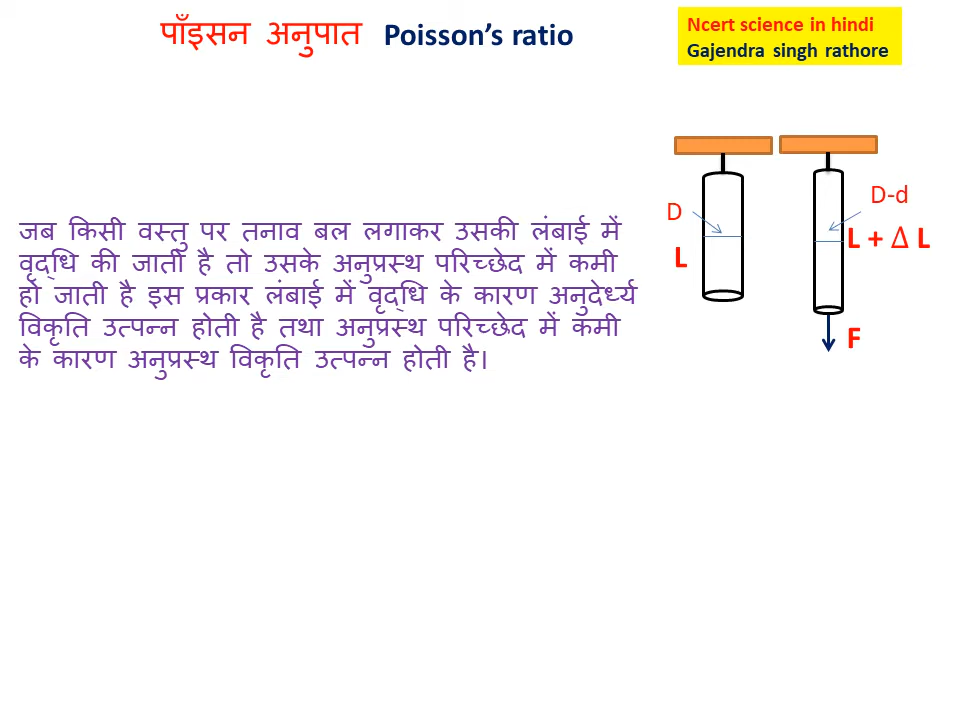 पाँइसन अनुपात Poisson’s ratio
Ncert science in hindi
Gajendra singh rathore
जब किसी वस्तु पर तनाव बल लगाकर उसकी लंबाई में
वृद्धि की जाती है तो उसके अनुप्रस्थ परिच्छेद में कमी
हो जाती है इस प्रकार लंबाई में वृद्धि के कारण अनुदेर्ध्य
विकृति उत्पन्न होती है तथा अनुप्रस्थ परिच्छेद में कमी
के कारण अनुप्रस्थ विकृति उत्पन्न होती है।
D
L
D-d
L + Δ L
F